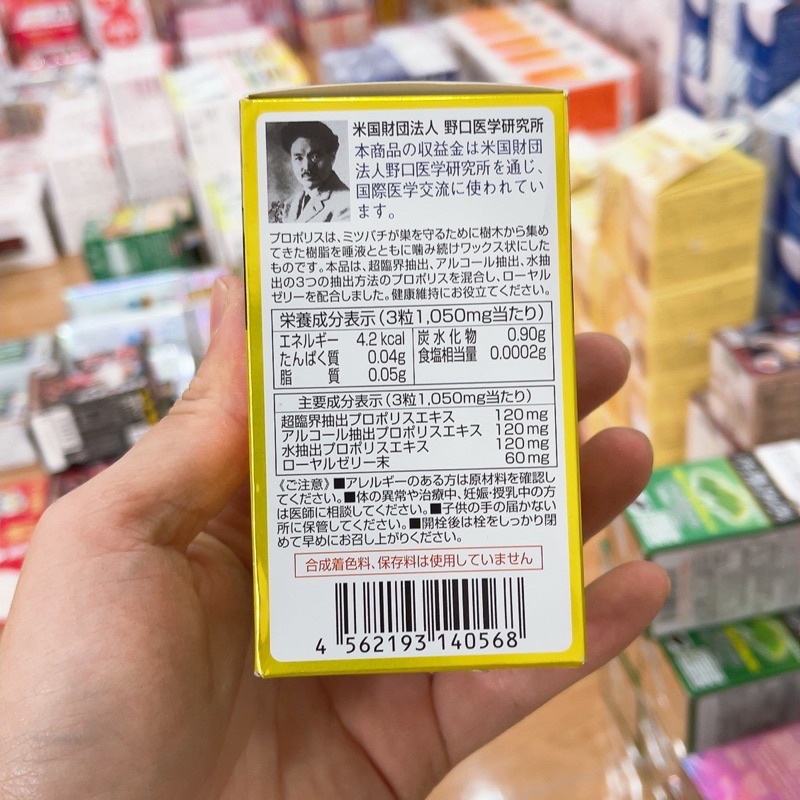 米国財団法人 野口医学研究所
本商品の収益金は米国財団
法人野口医学研究所を通じ、
国際医学交流に使われてい
ます。
プロポリスは、ミツバチが巣を守るために樹木から集め
てきた樹脂を唾液とともに噛み続けワックス状にした
ものです。本品は、超臨界抽出、アルコール抽出、水抽
出の3つの抽出方法のプロポリスを混合し、ローヤル
ゼリーを配合しました。健康維持にお役立てください。
栄養成分表示(3粒1,050mg当たり)
エネルギー 4.2 kcal 炭水化物 0.90g
たんぱく質 0.04g 食塩相当量 0.0002g
脂質 0.05g
主要成分表示(3粒1,050mg当たり)
超臨界抽出プロポリスエキス 120mg
アルコール抽出プロポリスエキス 120mg
水抽出プロポリスエキス 120mg
ローヤルゼリー末 60mg
《ご注意》■アレルギーのある方は原材料を確認し
てください。■体の異常や治療中、妊娠・授乳中の方
は医師に相談してください。■子供の手の届かない
所に保管してください。■開栓後は栓をしっかり閉
めて早めにお召し上がりください。
合成着色料、保存料は使用していません
4 562193 140568